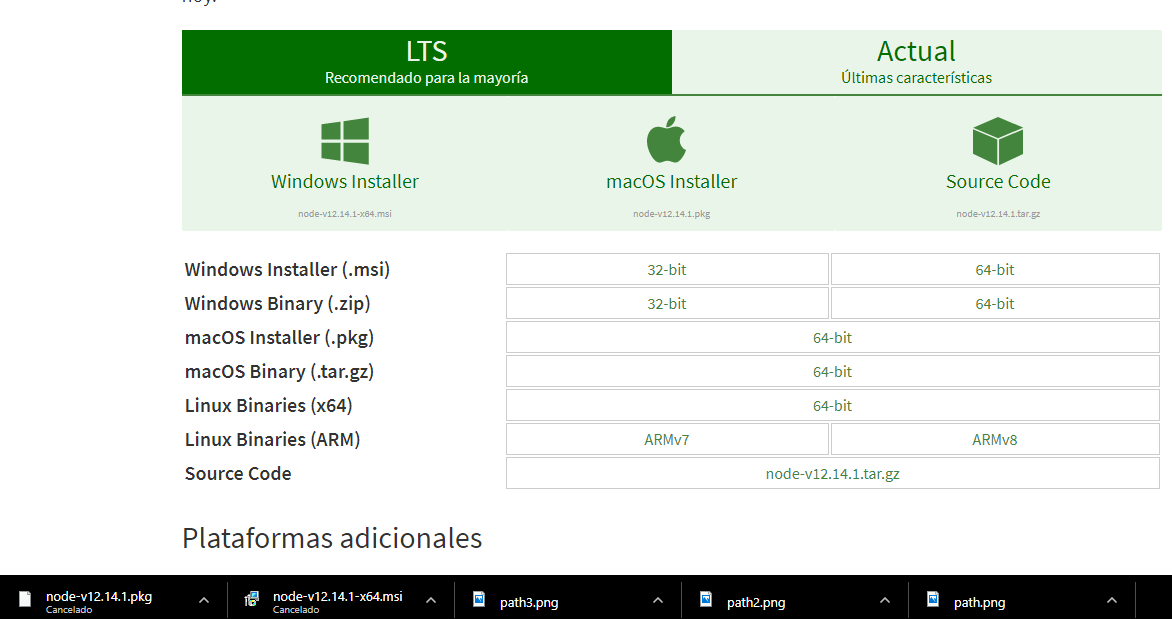 hoy.
LTS
Recomendado para la mayoría
Actual
Últimas características
Windows Installer
node-v12.14.1-x64.msi
macOS Installer
node-v12.14.1.pkg
Source Code
node-v12.14.1.tar.gz
Windows Installer (.msi) 32-bit 64-bit
Windows Binary (.zip) 32-bit 64-bit
macOS Installer (.pkg) 64-bit
macOS Binary (.tar.gz) 64-bit
Linux Binaries (x64) 64-bit
Linux Binaries (ARM) ARMv7 ARMv8
Source Code node-v12.14.1.tar.gz
Plataformas adicionales
node-v12.14.1.pkg
Cancelado
node-v12.14.1-x64.msi
Cancelado
path3.png
path2.png
path.png